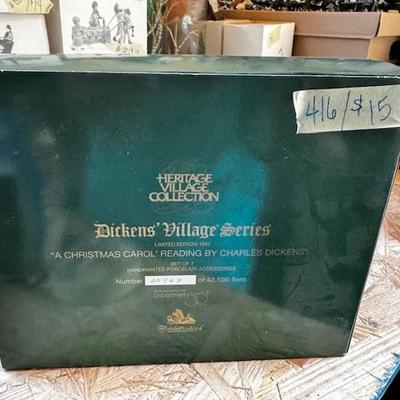 416/$15
HERITAGE
VILLAGE
COLLECTION
Dickens' Village Series
LIMITED EDITION 1997
"A CHRISTMAS CAROL' READING BY CHARLES DICKENS"
SET OF 7
HANDPAINTED PORCELAIN ACCESSORIES
Number of 42,500 Sets
Department 56